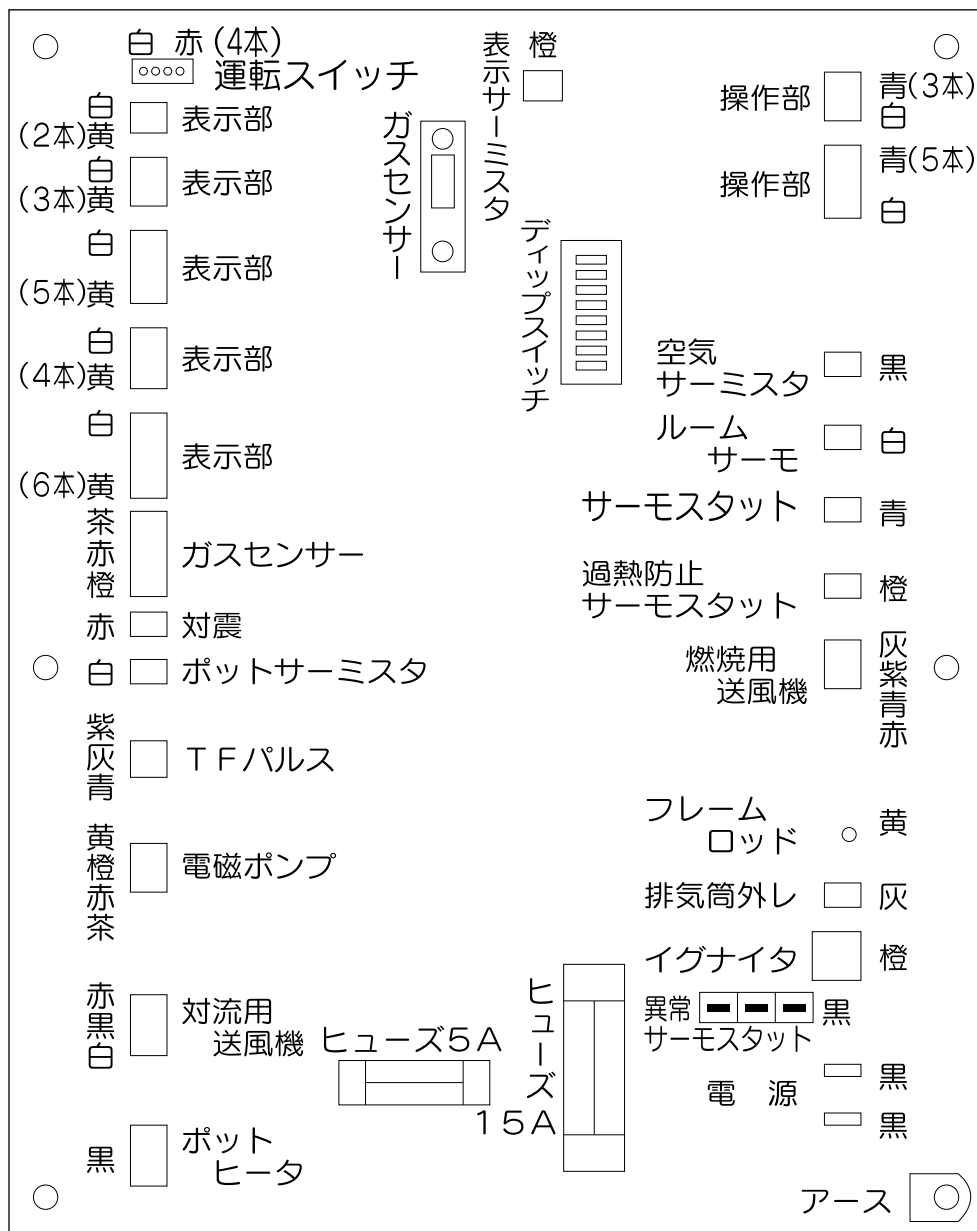 白 赤(4本)
運転スイッチ
白
(2本)黄
表示部
白
(3本)黄
表示部
白
(5本)黄
表示部
白
(4本)黄
表示部
白
(6本)黄
表示部
茶赤橙
ガスセンサー
赤
対震
白
ポットサーミスタ
紫灰青
TFパルス
黄橙赤茶
電磁ポンプ
赤黒白
対流用
送風機
黒
ポット
ヒータ
ガスセンサー
表示サーミスタ
橙
ディップスイッチ
ヒューズ5A
ヒューズ
15A
操作部
青(3本)
白
操作部
青(5本)
白
空気
サーミスタ
黒
ルーム
サーモ
白
サーモスタット
青
過熱防止
サーモスタット
橙
燃焼用
送風機
灰紫青赤
フレーム
ロッド
黄
排気筒外レ
灰
イグナイタ
橙
異常
サーモスタット
黒
電 源
黒
黒
アース